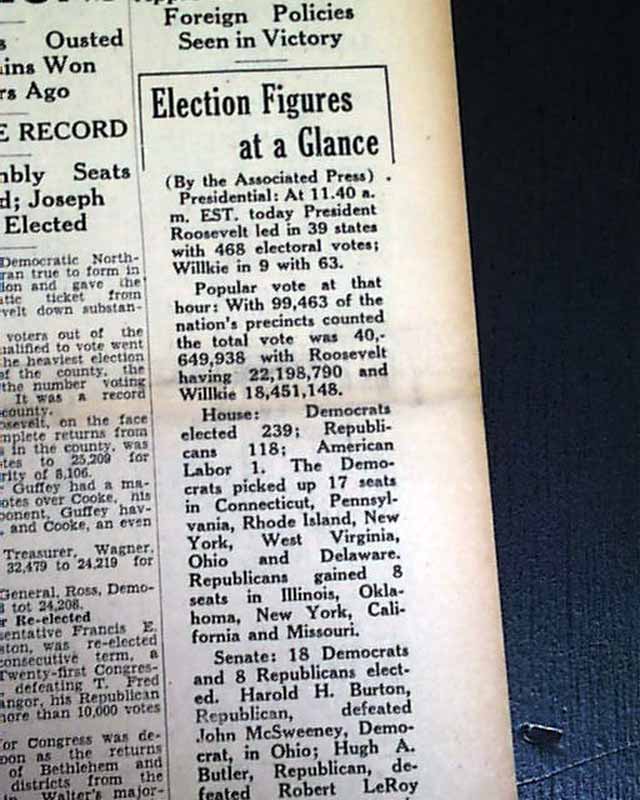 s Ousted
ins Won
rs Ago
E RECORD
mbly Seats
d; Joseph
Elected
Democratic North-
ran true to form in
ion and gave the
atic ticket from
velt down substan-
voters out of the
ualified to vote went
he heaviest election
of the county, the
the number voting
It was a record
county.
osevelt, on the face
mplete returns from
s in the county, was
tes to 25,209 for
rity of 8,106.
Guffey had a ma-
otes over Cooke, his
ponent, Guffey hav-
, and Cooke, an even
Treasurer, Wagner,
32,479 to 24,219 for
General, Ross, Demo-
tot 24,208.
r Re-elected
sentative Francis E.
ston, was re-elected
consecutive term, a
Twenty-first Congres-
defeating T. Fred
angor, his Republican
more than 10,000 votes
for Congress was de-
oon as the returns
of Bethlehem and
districts from the
Walter's major-
Foreign Policies
Seen in Victory
Election Figures
at a Glance
(By the Associated Press)
Presidential: At 11.40 a.
m. EST. today President
Roosevelt led in 39 states
with 468 electoral votes;
Willkie in 9 with 63.
Popular vote at that
hour: With 99,463 of the
nation's precincts counted
the total vote was 40,-
649,938 with Roosevelt
having 22,198,790 and
Willkie 18,451,148.
House: Democrats
elected 239; Republi-
cans 118; American
Labor 1. The Demo-
crats picked up 17 seats
in Connecticut, Pennsyl-
vania, Rhode Island, New
York, West Virginia,
Ohio and Delaware.
Republicans gained 8
seats in Illinois, Okla-
homa, New York, Cali-
fornia and Missouri.
Senate: 18 Democrats
and 8 Republicans elect-
ed. Harold H. Burton,
Republican, defeated
John McSweeney, Demo-
crat, in Ohio; Hugh A.
Butler, Republican, de-
feated Robert LeRoy